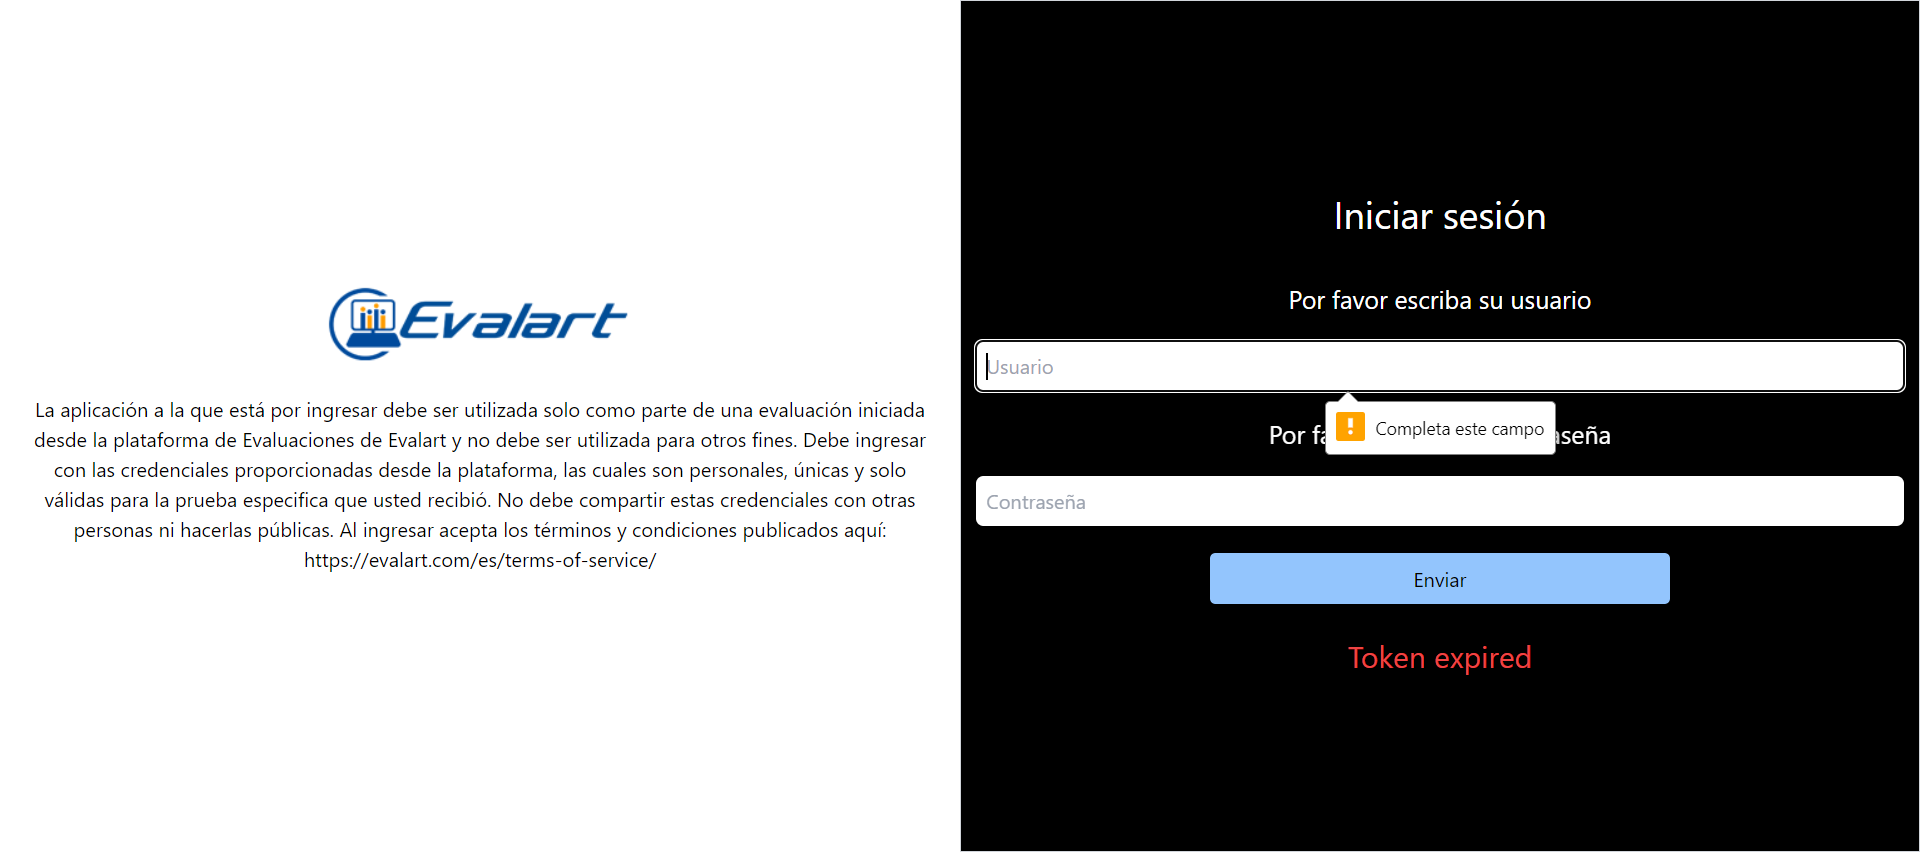 Evalart
La aplicación a la que está por ingresar debe ser utilizada solo como parte de una evaluación iniciada
desde la plataforma de Evaluaciones de Evalart y no debe ser utilizada para otros fines. Debe ingresar
con las credenciales proporcionadas desde la plataforma, las cuales son personales, únicas y solo
válidas para la prueba especifica que usted recibió. No debe compartir estas credenciales con otras
personas ni hacerlas públicas. Al ingresar acepta los términos y condiciones publicados aquí:
https://evalart.com/es/terms-of-service/
Iniciar sesión
Por favor escriba su usuario
Usuario
Completa este campo
Por
Contraseña
Enviar
Token expired